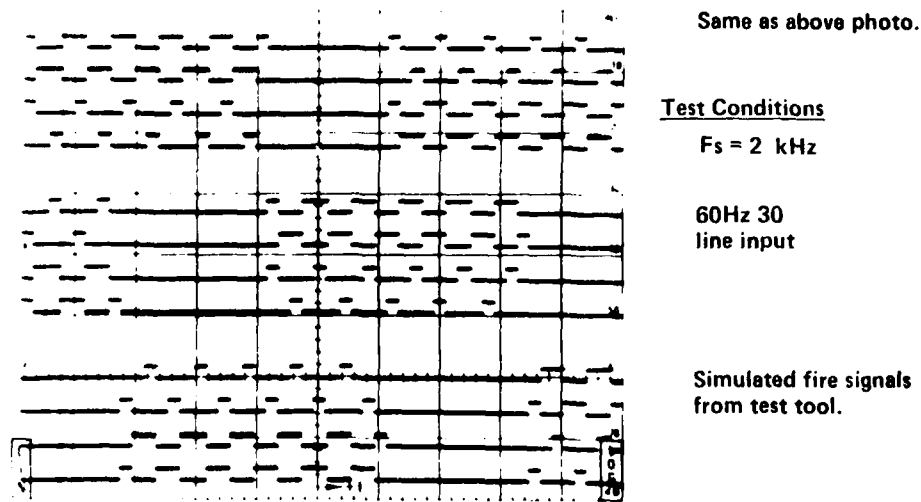 Same as above photo.
Test Conditions
Fs = 2 kHz
60Hz 30
line input
Simulated fire signals
from test tool.